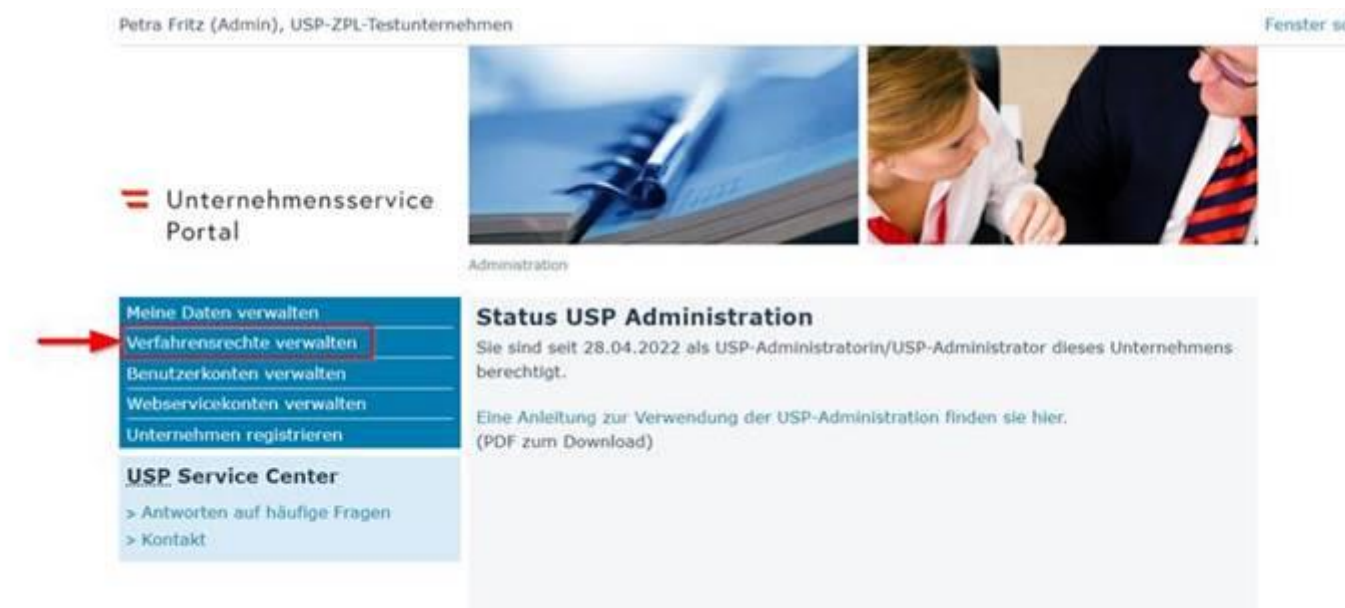 Petra Fritz (Admin), USP-ZPL-Testunternehmen
Fenster
Unternehmensservice
Portal
Administration
Meine Daten verwalten
Verfahrensrechte verwalten
Benutzerkonten verwalten
Webservicekonten verwalten
Unternehmen registrieren
USP Service Center
> Antworten auf häufige Fragen
> Kontakt
Status USP Administration
Sie sind seit 28.04.2022 als USP-Administratorin/USP-Administrator dieses Unternehmens
berechtigt.
Eine Anleitung zur Verwendung der USP-Administration finden sie hier.
(PDF zum Download)